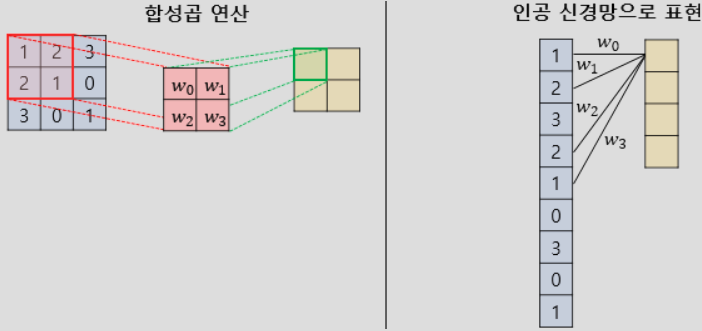 합성곱 연산
1 2 3
2 1 0
3 0 1
w₀ w₁
w₂ w₃
인공 신경망으로 표현
1
2
3
2
1
0
3
0
1
w₀
w₁
w₂
w₃